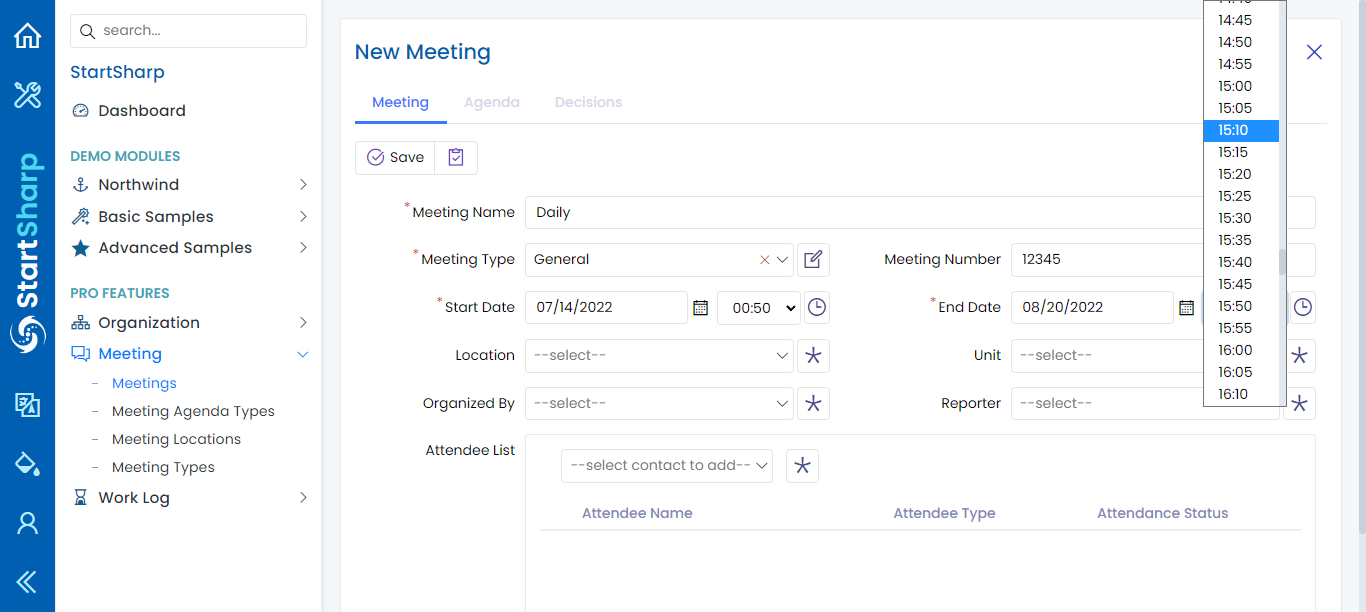 search...
StartSharp
StartSharp
Dashboard
DEMO MODULES
Northwind
Basic Samples
Advanced Samples
PRO FEATURES
Organization
Meeting
Meetings
Meeting Agenda Types
Meeting Locations
Meeting Types
Work Log
New Meeting
Meeting Agenda Decisions
Save
*Meeting Name Daily
*Meeting Type General
Meeting Number 12345
*Start Date 07/14/2022 00:50
*End Date 08/20/2022
Location --select--
Unit --select--
Organized By --select--
Reporter --select--
Attendee List
--select contact to add--
Attendee Name Attendee Type Attendance Status
14:45
14:50
14:55
15:00
15:05
15:10
15:15
15:20
15:25
15:30
15:35
15:40
15:45
15:50
15:55
16:00
16:05
16:10